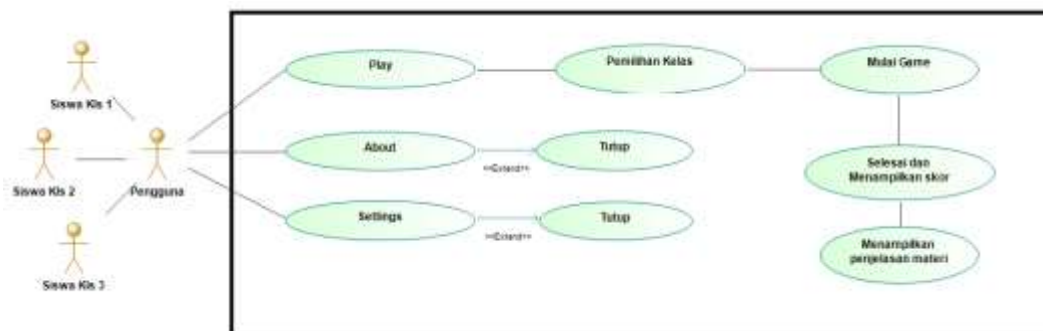 Play
Pemilihan Kelas
Mulai Game
Siswa Kls 1
About
<<Extend>>
Tutup
Siswa Kls 2
Pengguna
Selesai dan
Menampilkan skor
Settings
<<Extend>>
Tutup
Siswa Kls 3
Menampilkan
penjelasan materi